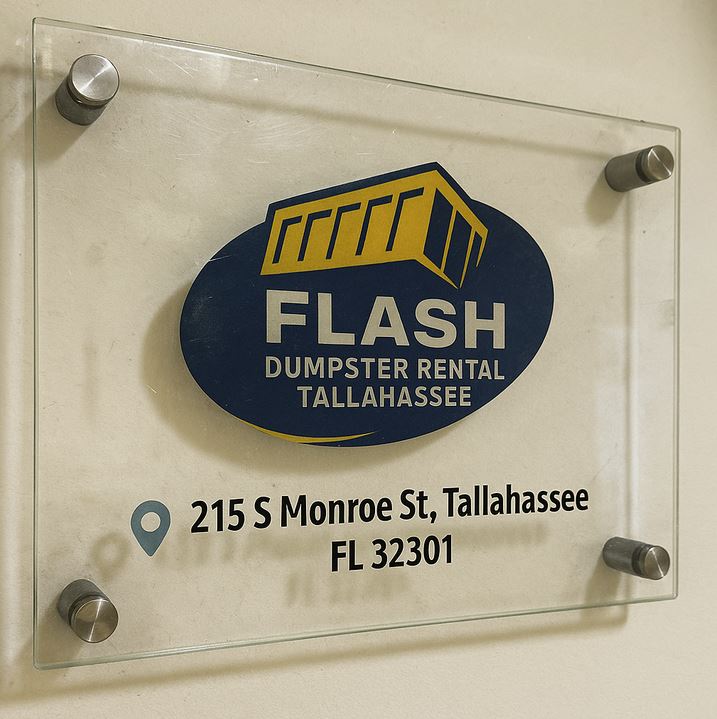 FLASH
DUMPSTER RENTAL
TALLAHASSEE
215 S Monroe St, Tallahassee
FL 32301